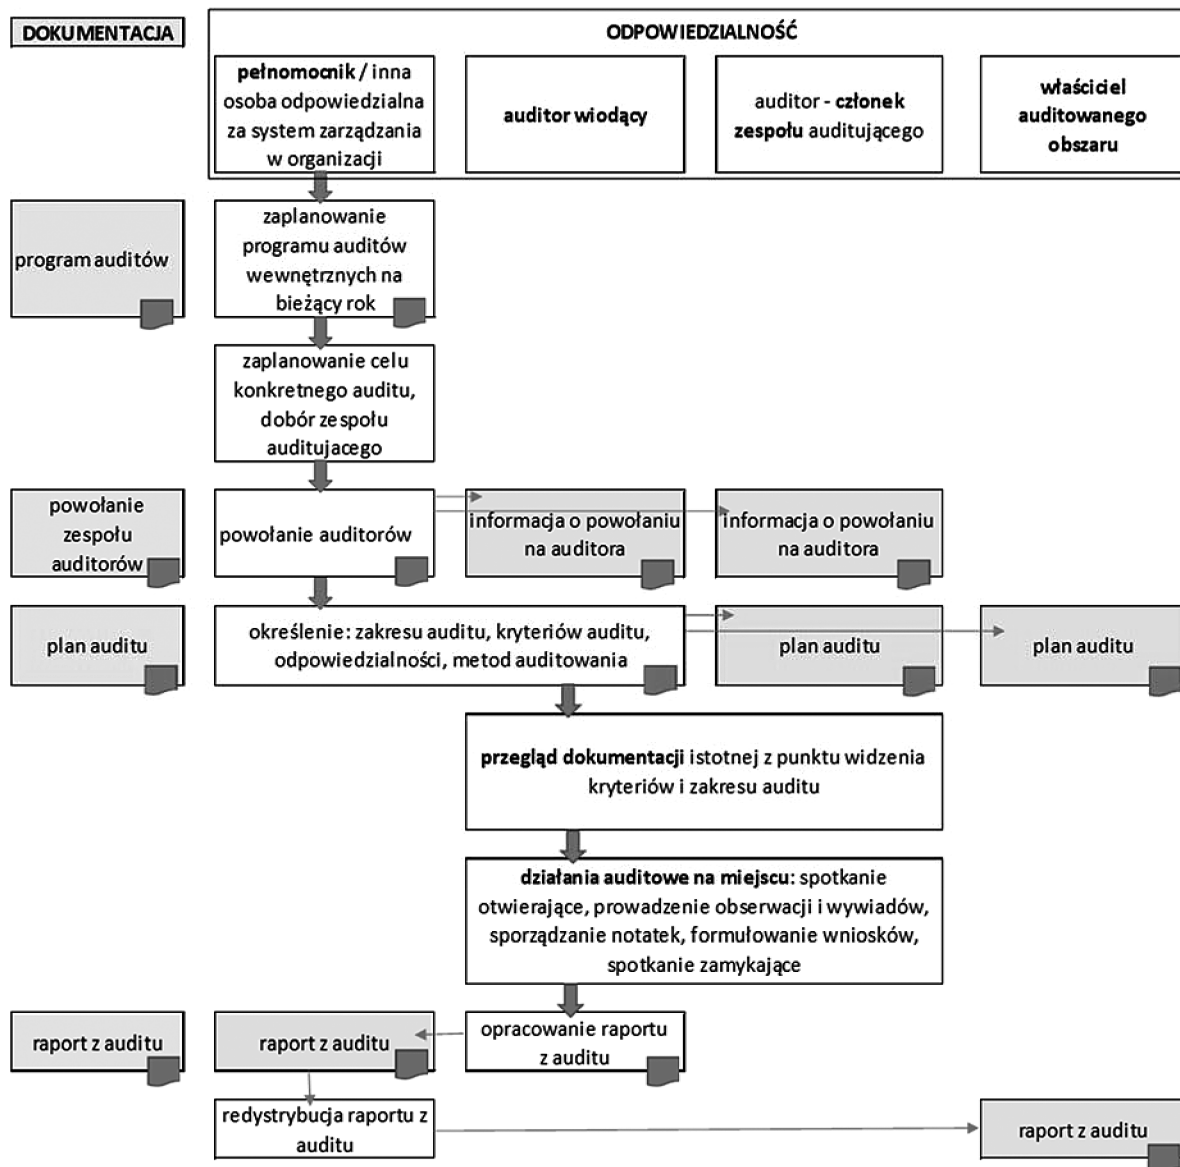 DOKUMENTACJA
ODPOWIEDZIALNOŚĆ
pełnomocnik / inna
osoba odpowiedzialna
za system zarządzania
w organizacji
auditor wiodący
auditor - członek
zespołu auditującego
właściciel
auditowanego
obszaru
program auditów
zaplanowanie
programu auditów
wewnętrznych na
bieżący rok
zaplanowanie celu
konkretnego auditu,
dobór zespołu
auditujacego
powołanie
zespołu
auditorów
powołanie auditorów
informacja o powołaniu
na auditora
informacja o powołaniu
na auditora
plan auditu
określenie: zakresu auditu, kryteriów auditu,
odpowiedzialności, metod auditowania
plan auditu
plan auditu
przegląd dokumentacji istotnej z punktu widzenia
kryteriów i zakresu auditu
działania auditowe na miejscu: spotkanie
otwierające, prowadzenie obserwacji i wywiadów,
sporządzanie notatek, formułowanie wniosków,
spotkanie zamykające
raport z auditu
raport z auditu
opracowanie raportu
z auditu
redystrybucja raportu z
auditu
raport z auditu